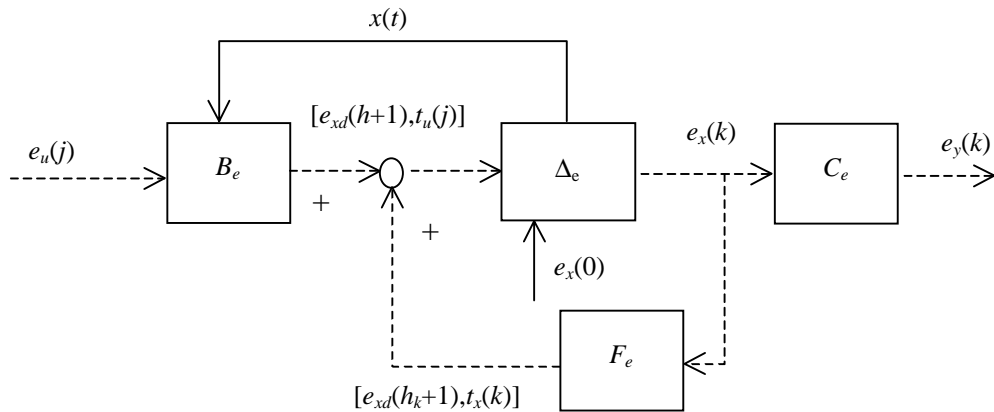 x(t)
[e_xd(h+1),t_u(j)]
e_u(j)
B_e
Δ_e
e_x(k)
C_e
e_y(k)
+
+
e_x(0)
F_e
[e_xd(h_k+1),t_x(k)]